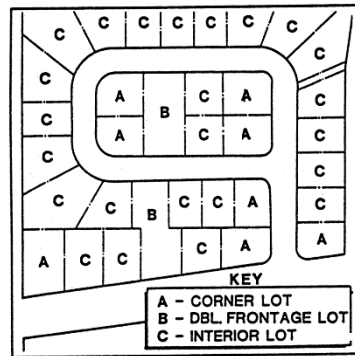 C C C C C C C
C C
C
A C A C
C B
A C A C
C C
C C
C C C C A C
B
A C C C A A
KEY
A - CORNER LOT
B - DBL. FRONTAGE LOT
C - INTERIOR LOT